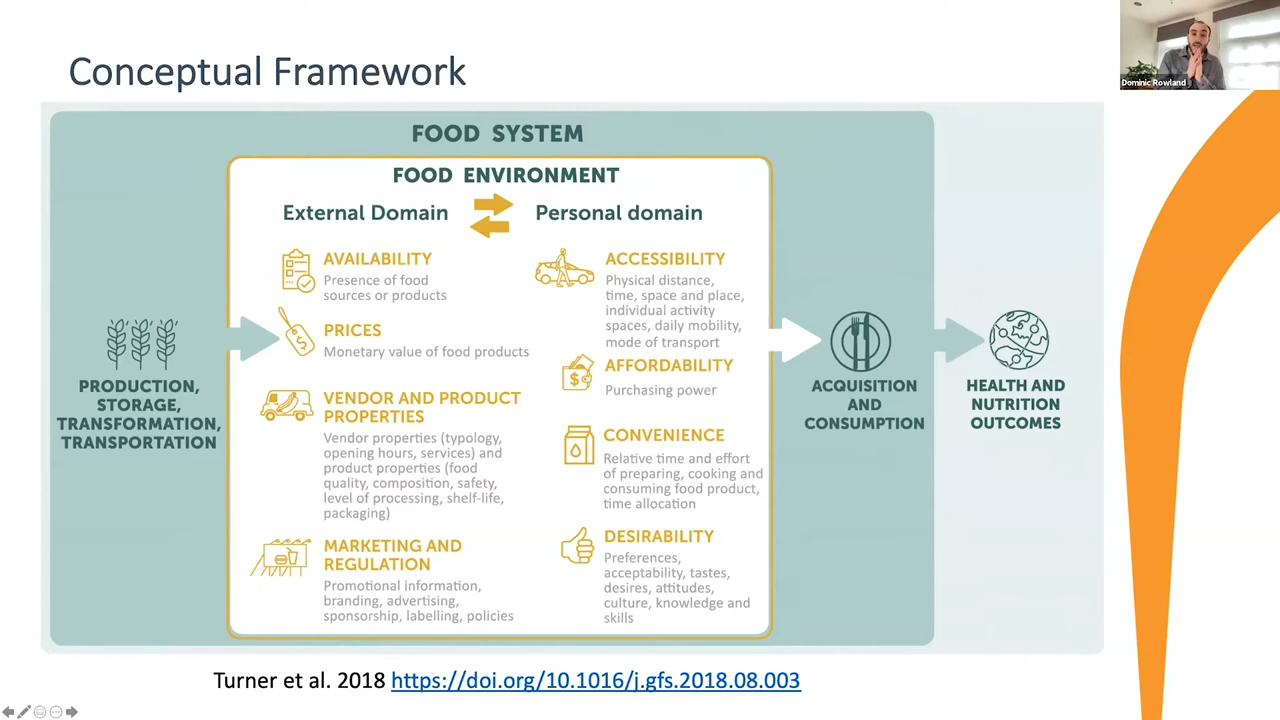 Conceptual Framework
Dominic Rowland
FOOD SYSTEM
FOOD ENVIRONMENT
External Domain
Personal domain
PRODUCTION,
STORAGE,
TRANSFORMATION,
TRANSPORTATION
AVAILABILITY
Presence of food
sources or products
PRICES
Monetary value of food products
VENDOR AND PRODUCT
PROPERTIES
Vendor properties (typology,
opening hours, services) and
product properties (food
quality, composition, safety,
level of processing, shelf-life,
packaging)
MARKETING AND
REGULATION
Promotional information,
branding, advertising,
sponsorship, labelling, policies
ACCESSIBILITY
Physical distance,
time, space and place,
individual activity
spaces, daily mobility,
mode of transport
AFFORDABILITY
Purchasing power
CONVENIENCE
Relative time and effort
of preparing, cooking and
consuming food product,
time allocation
DESIRABILITY
Preferences,
acceptability, tastes,
desires, attitudes,
culture, knowledge and
skills
ACQUISITION
AND
CONSUMPTION
HEALTH AND
NUTRITION
OUTCOMES
Turner et al. 2018 https://doi.org/10.1016/j.gfs.2018.08.003